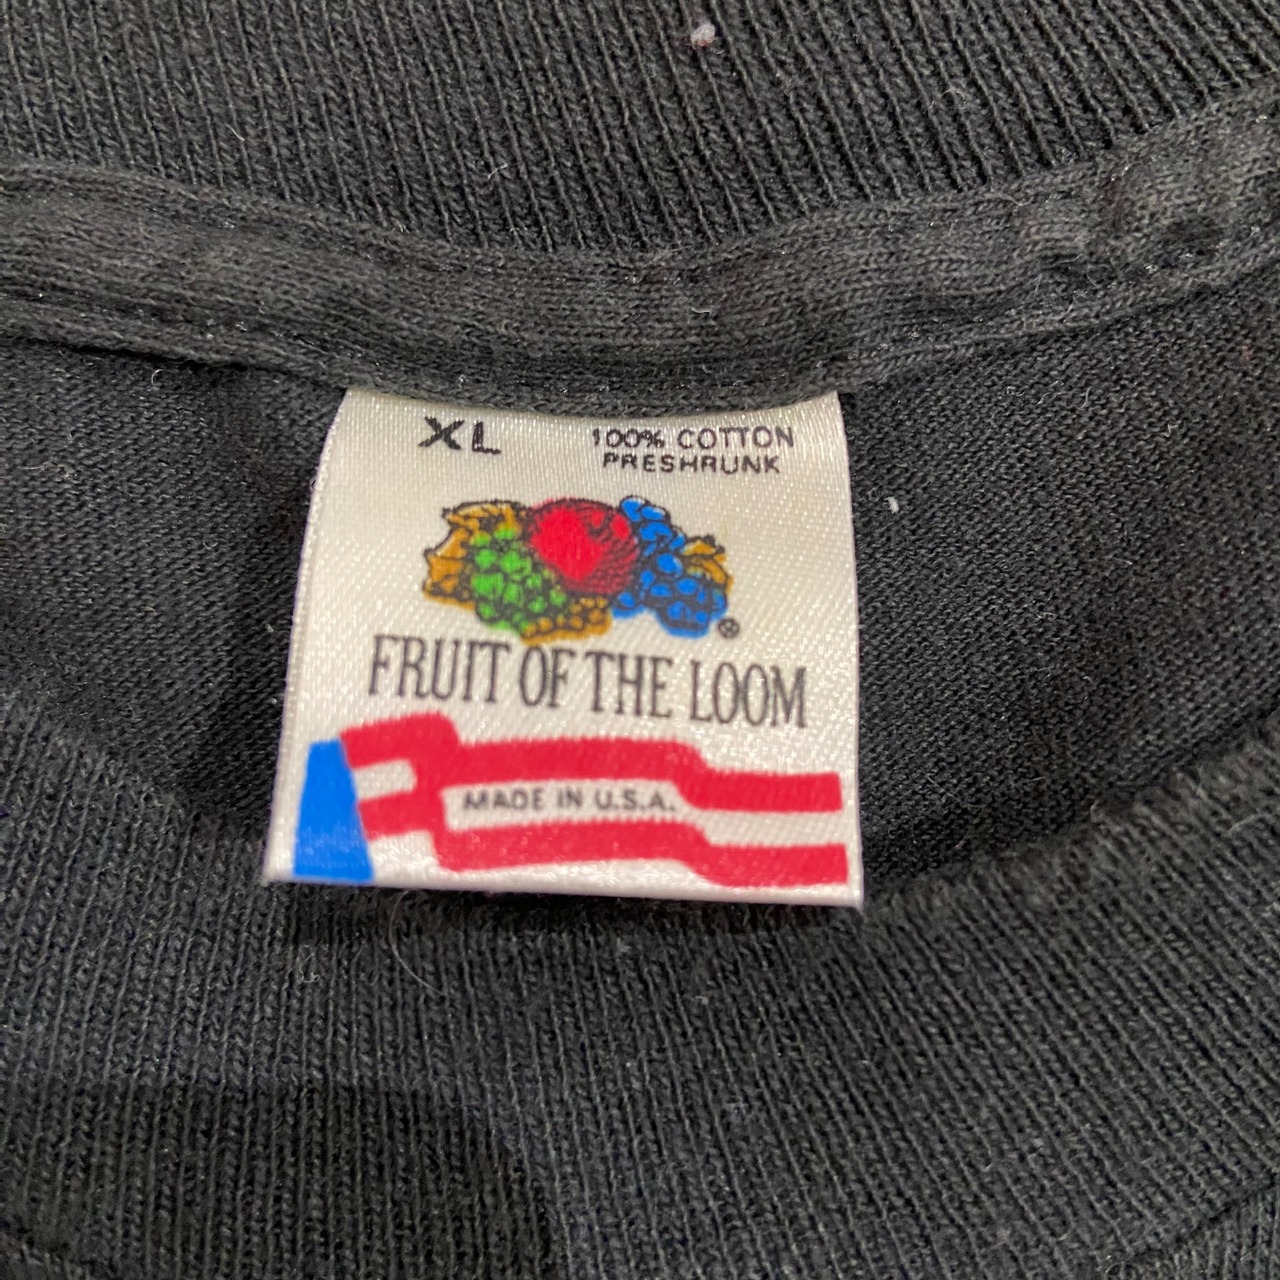 XL 100% COTTON
PRESHRUNK
®
FRUIT OF THE LOOM
MADE IN U.S.A.